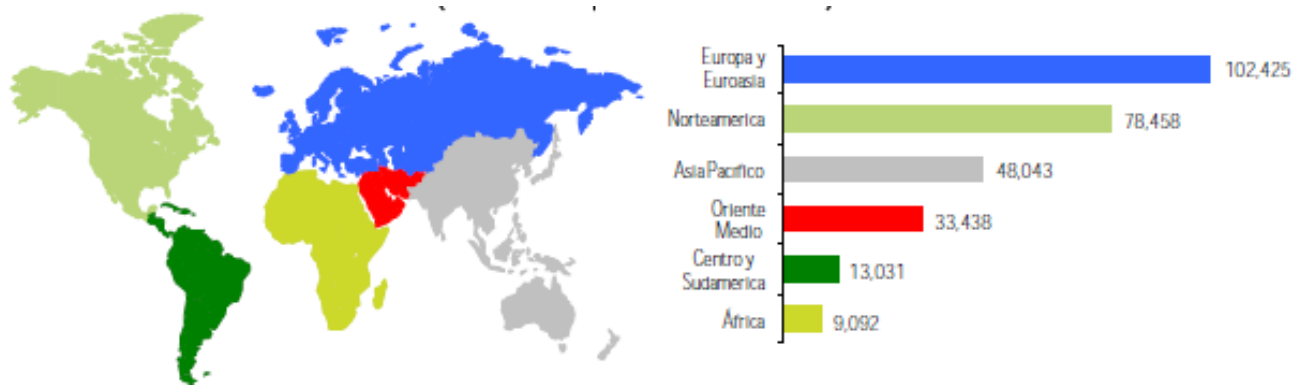 Europa y
Euroasia
102,425
Norteamerica
78,458
Asia Pacifico
48,043
Oriente
Medio
33,438
Centro y
Sudamerica
13,031
Africa
9,092